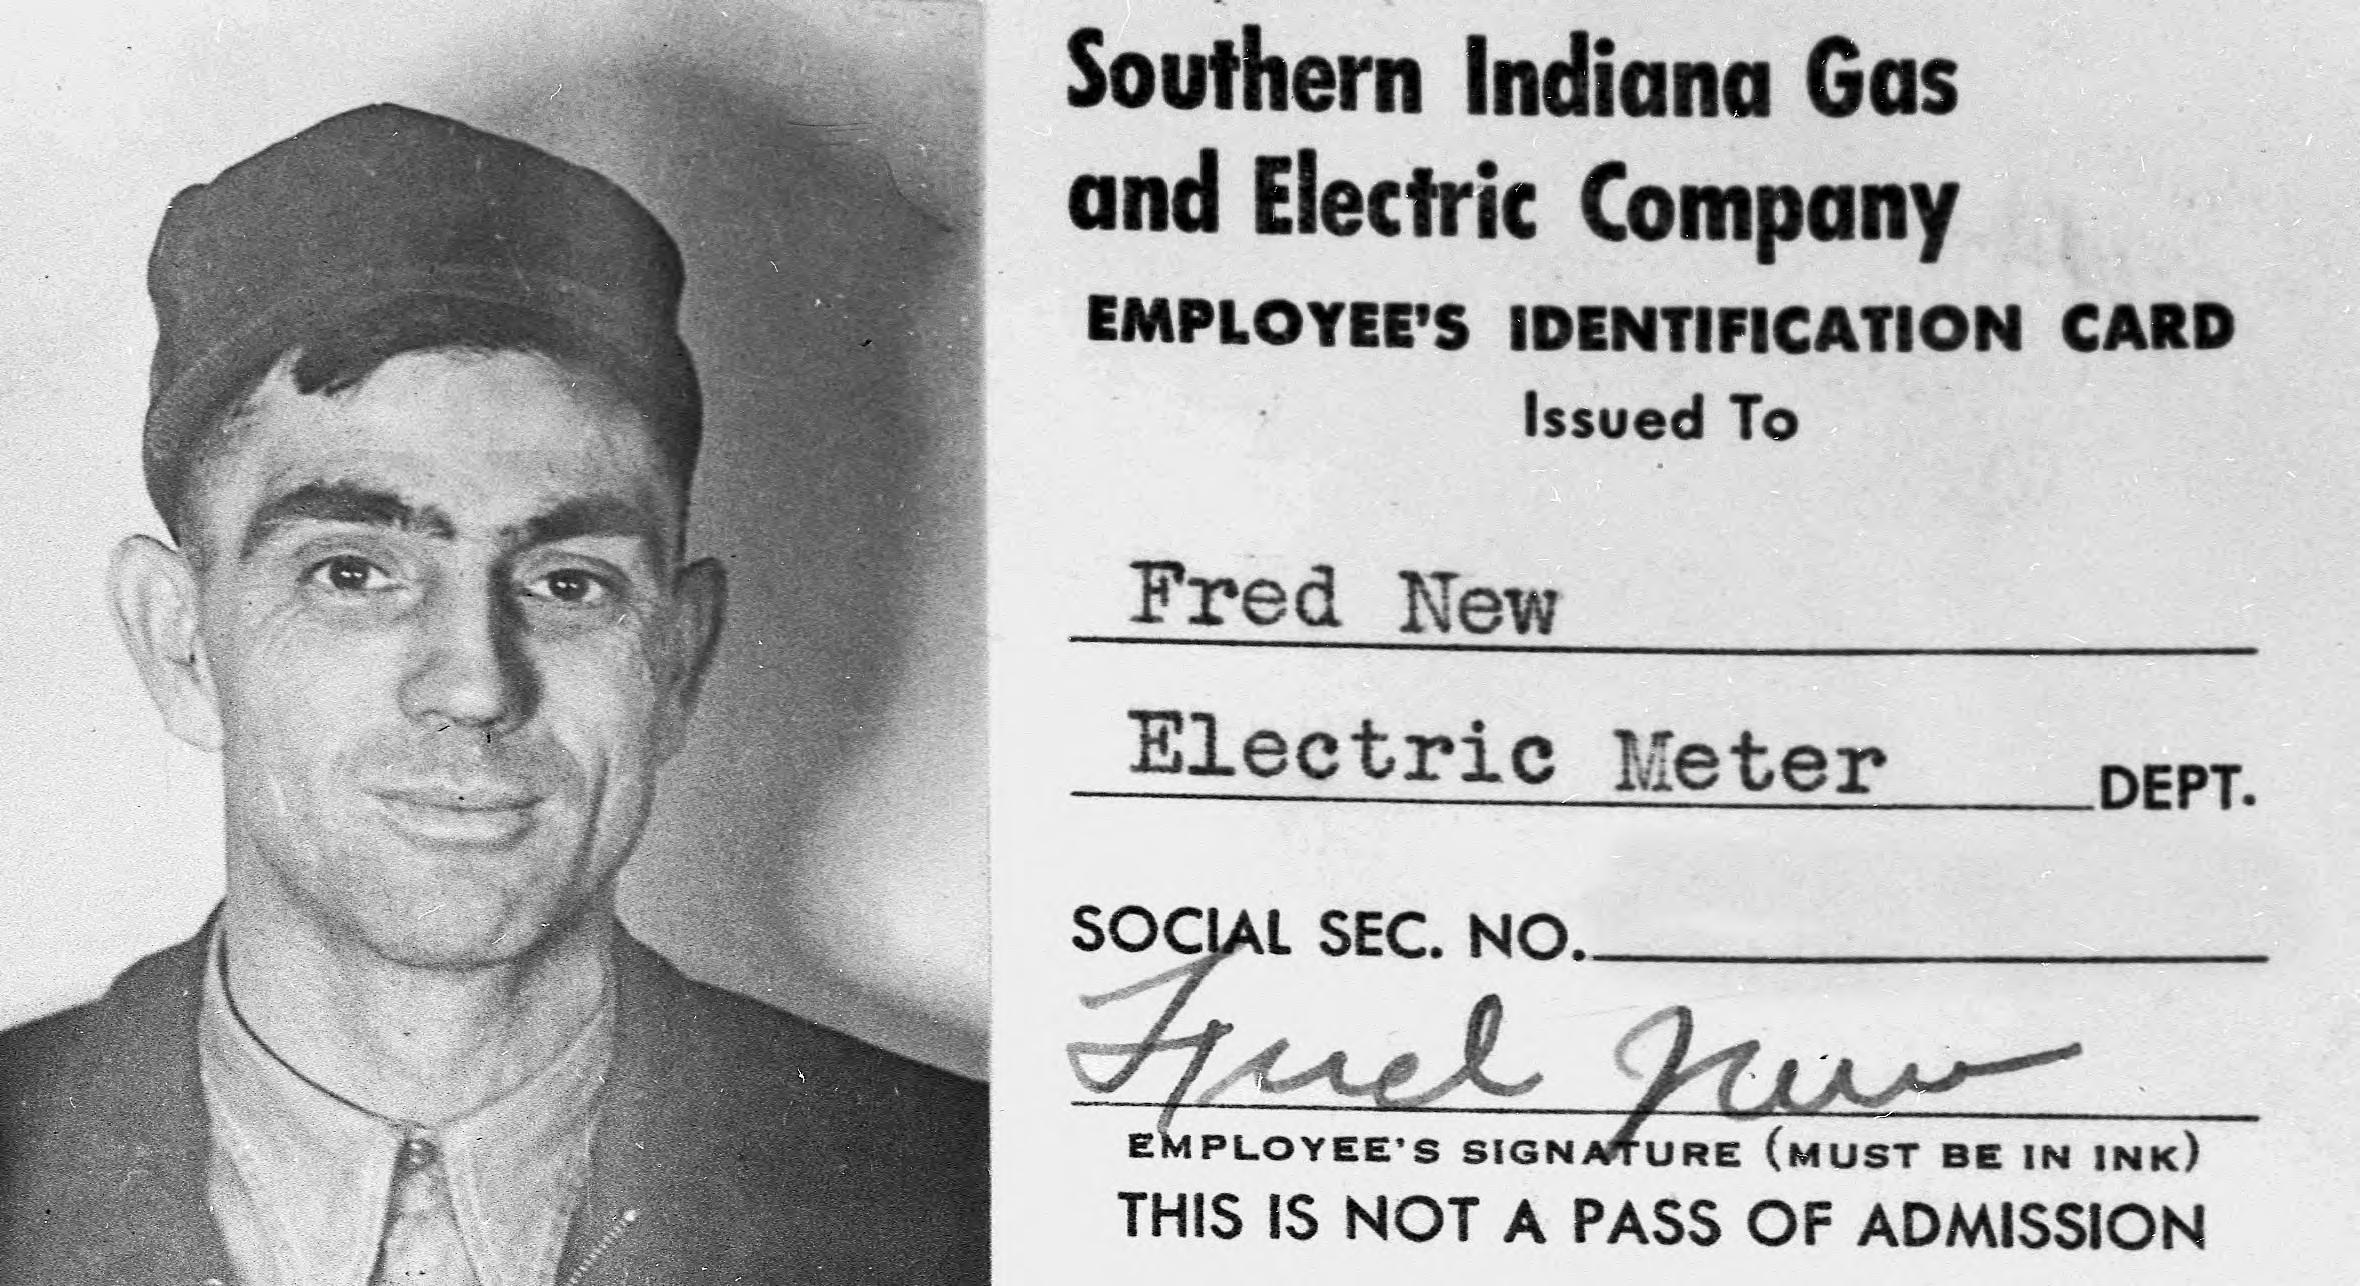 Southern Indiana Gas
and Electric Company
EMPLOYEE'S IDENTIFICATION CARD
Issued To
Fred New
Electric Meter DEPT.
SOCIAL SEC. NO.
Fred New
EMPLOYEE'S SIGNATURE (MUST BE IN INK)
THIS IS NOT A PASS OF ADMISSION